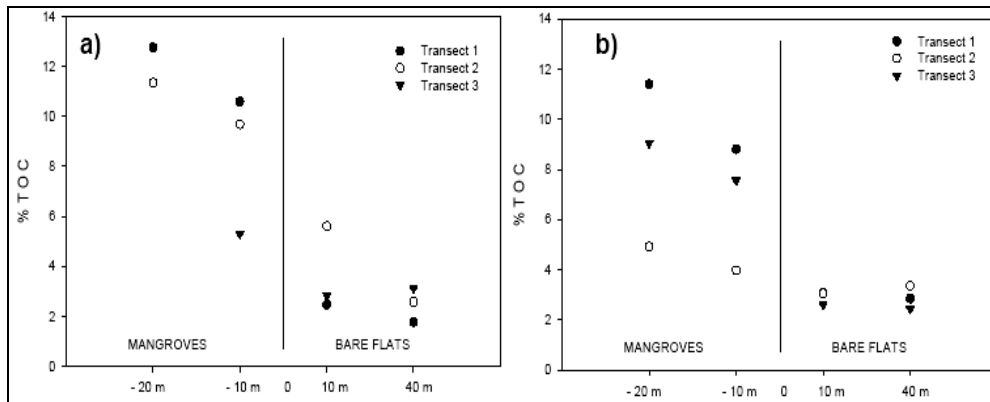 a)
Transect 1
Transect 2
Transect 3
% T O C
14
12
10
8
6
4
2
0
MANGROVES
BARE FLATS
- 20 m
- 10 m
0
10 m
40 m
b)
Transect 1
Transect 2
Transect 3
% T O C
14
12
10
8
6
4
2
0
MANGROVES
BARE FLATS
- 20 m
- 10 m
0
10 m
40 m